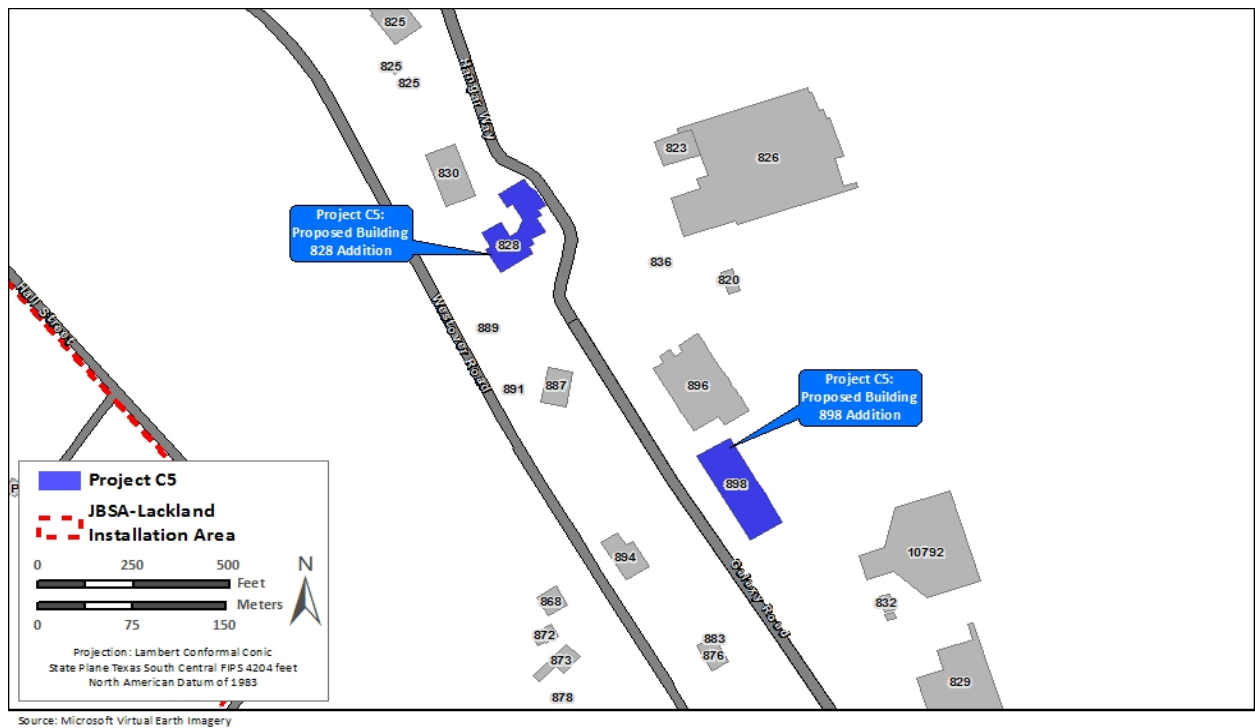 825
825
825
Hangar Way
823
826
830
Project C5:
Proposed Building
828 Addition
828
836
820
Hall Street
Westover Road
889
891
887
896
Project C5:
Proposed Building
898 Addition
898
P
Project C5
JBSA-Lackland
Installation Area
0 250 500
Feet
Meters
0 75 150
N
Projection: Lambert Conformal Conic
State Plane Texas South Central FIPS 4204 feet
North American Datum of 1983
894
10792
Galaxy Road
868
832
872
883
873
876
878
829
Source: Microsoft Virtual Earth Imagery